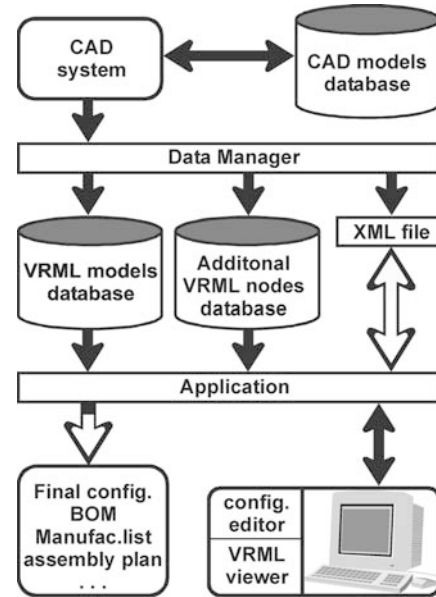 CAD
system
CAD models
database
Data Manager
VRML models
database
Additonal
VRML nodes
database
XML file
Application
Final config.
BOM
Manufac.list
assembly plan
. . .
config.
editor
VRML
viewer